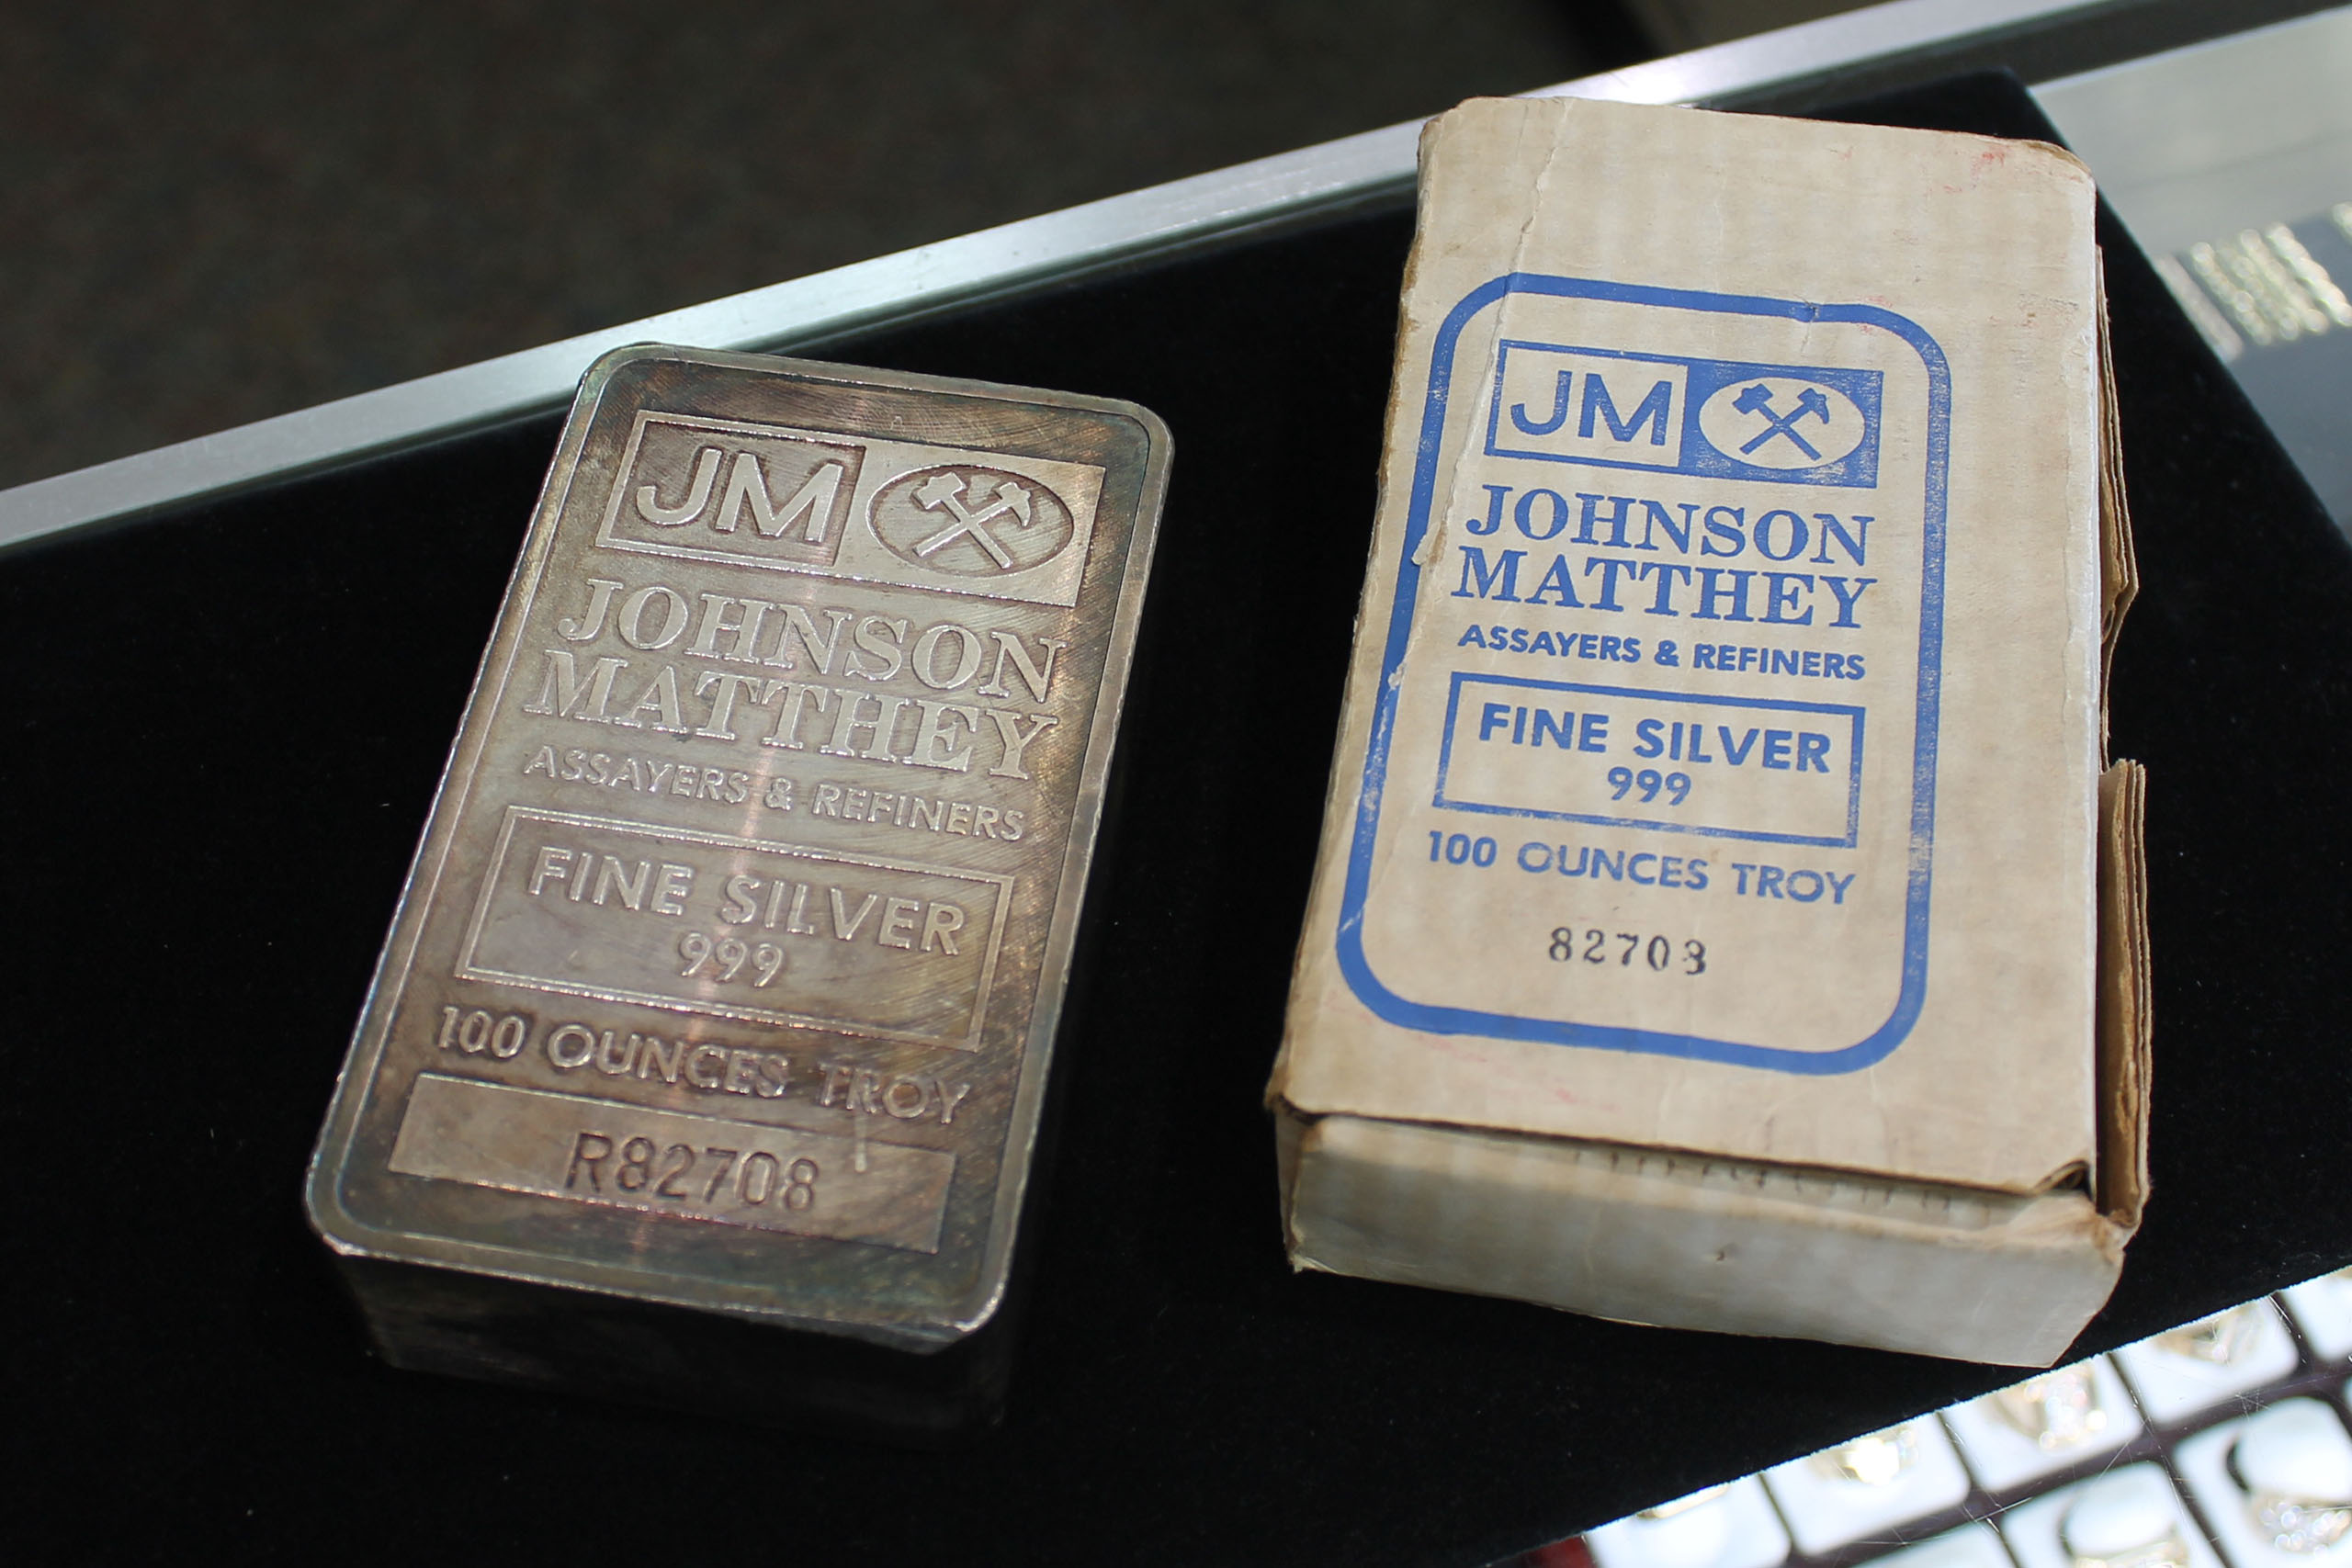 JM
JOHNSON
MATTHEY
ASSAYERS & REFINERS
FINE SILVER
999
100 OUNCES TROY
R82708
JM
JOHNSON
MATTHEY
ASSAYERS & REFINERS
FINE SILVER
999
100 OUNCES TROY
82708